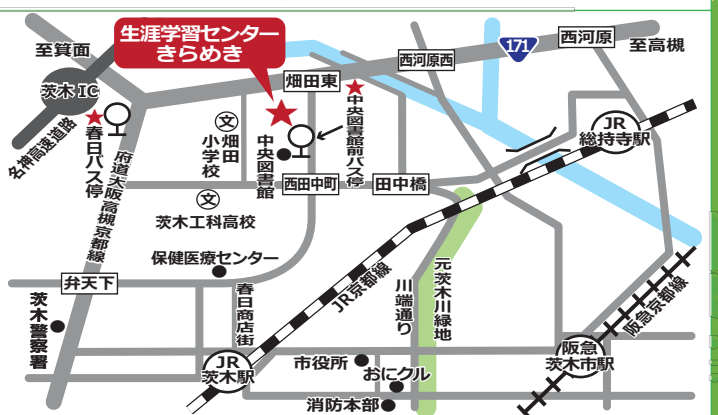 生涯学習センター
きらめき
171
西河原
西河原西
至高槻
至箕面
茨木 IC
畑田東
中央図書館前バス停
名神高速道路
春日バス停
府道大阪高槻京都線
文
畑田
小学校
中央図書館
JR
総持寺駅
西田中町
田中橋
文
茨木工科高校
保健医療センター
弁天下
茨木警察署
春日商店街
JR京都線
川端通り
元茨木川緑地
阪急京都線
JR
茨木駅
市役所
おにクル
消防本部
阪急
茨木市駅